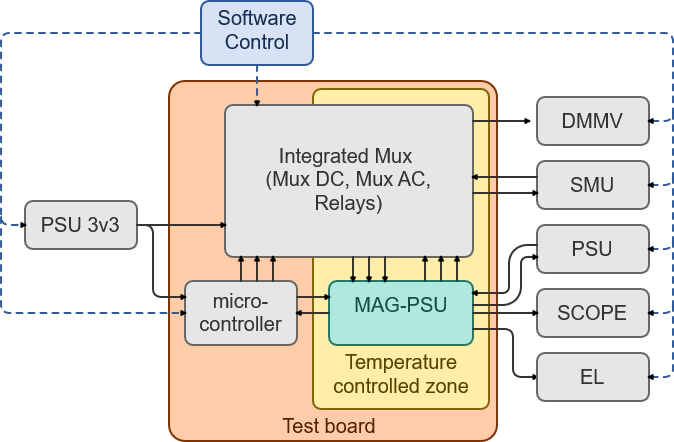 Software
Control
Integrated Mux
(Mux DC, Mux AC,
Relays)
DMMV
SMU
PSU 3v3
PSU
micro-
controller
MAG-PSU
SCOPE
Temperature
controlled zone
EL
Test board